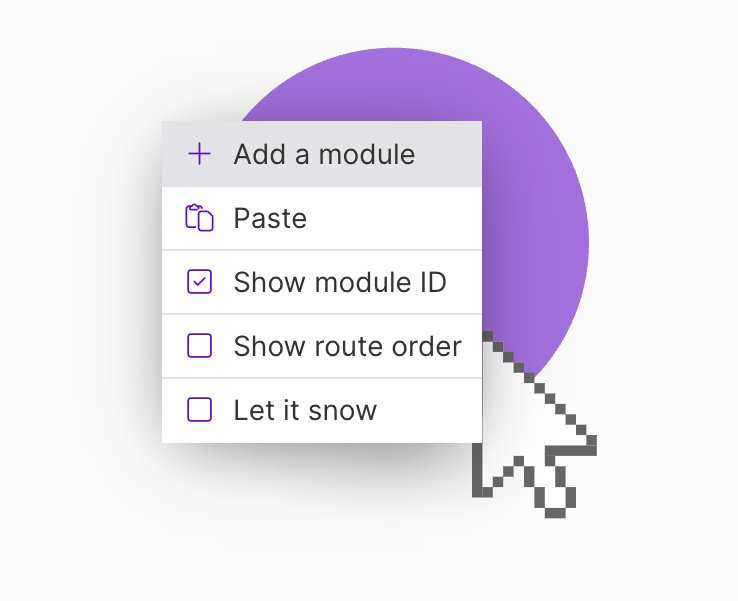 Add a module
Paste
Show module ID
Show route order
Let it snow